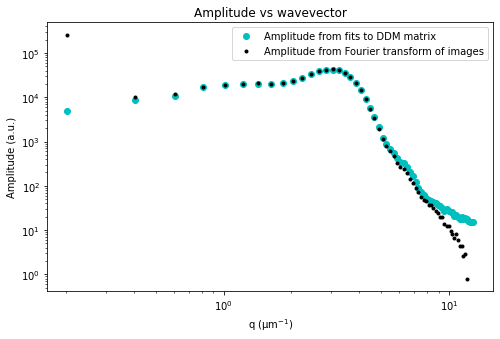 Amplitude vs wavevector
Amplitude from fits to DDM matrix
Amplitude from Fourier transform of images
Amplitude (a.u.)
10⁵
10⁴
10³
10²
10¹
10⁰
10⁰ 10¹
q (μm⁻¹)